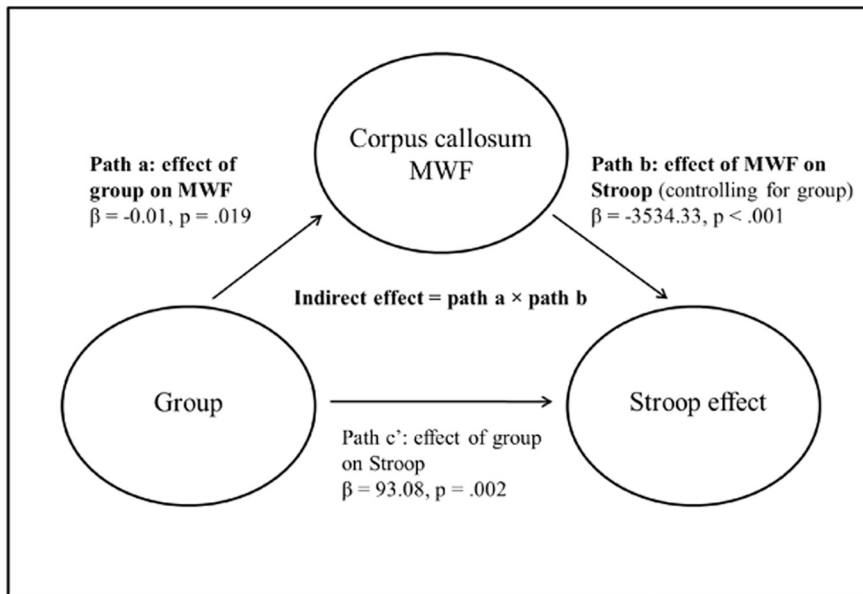 Corpus callosum
MWF
Path a: effect of
group on MWF
β = -0.01, p = .019
Path b: effect of MWF on
Stroop (controlling for group)
β = -3534.33, p < .001
Indirect effect = path a × path b
Group
Stroop effect
Path c’: effect of group
on Stroop
β = 93.08, p = .002